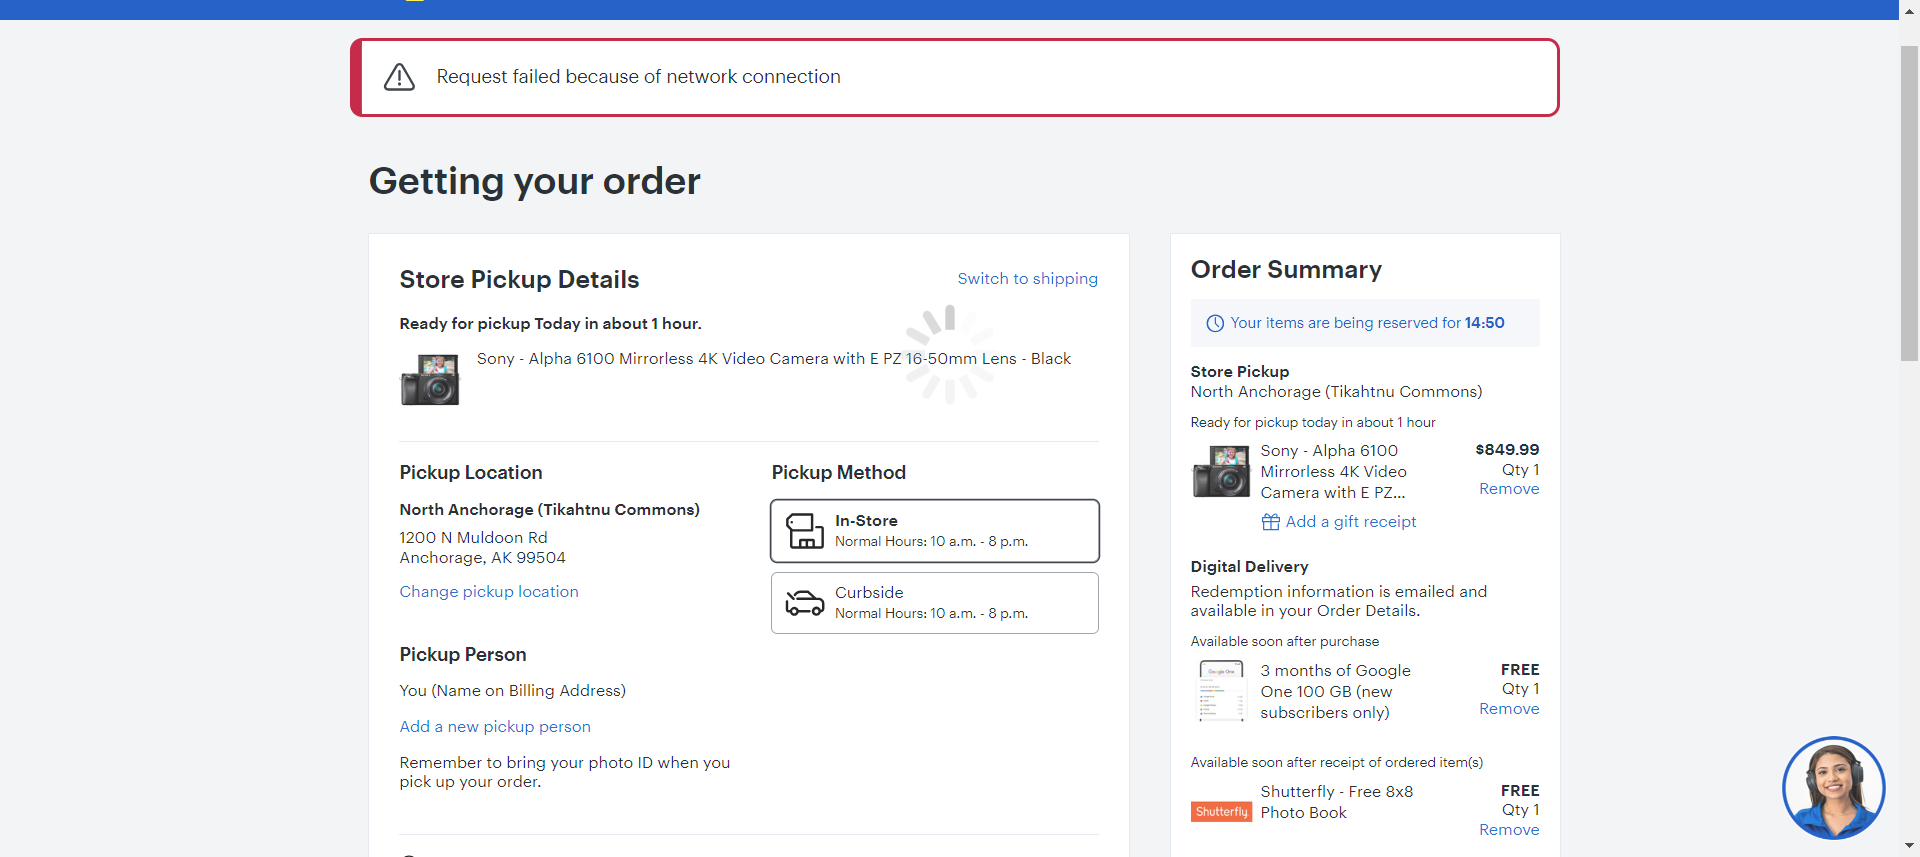 Request failed because of network connection
Getting your order
Store Pickup Details
Switch to shipping
Ready for pickup Today in about 1 hour.
Sony - Alpha 6100 Mirrorless 4K Video Camera with E PZ 16-50mm Lens - Black
Pickup Location
North Anchorage (Tikahtnu Commons)
1200 N Muldoon Rd
Anchorage, AK 99504
Change pickup location
Pickup Method
In-Store
Normal Hours: 10 a.m. - 8 p.m.
Curbside
Normal Hours: 10 a.m. - 8 p.m.
Pickup Person
You (Name on Billing Address)
Add a new pickup person
Remember to bring your photo ID when you
pick up your order.
Order Summary
Your items are being reserved for 14:50
Store Pickup
North Anchorage (Tikahtnu Commons)
Ready for pickup today in about 1 hour
Sony - Alpha 6100
Mirrorless 4K Video
Camera with E PZ...
$849.99
Qty 1
Remove
Add a gift receipt
Digital Delivery
Redemption information is emailed and
available in your Order Details.
Available soon after purchase
Google One
3 months of Google
One 100 GB (new
subscribers only)
FREE
Qty 1
Remove
Available soon after receipt of ordered item(s)
Shutterfly
Shutterfly - Free 8x8
Photo Book
FREE
Qty 1
Remove